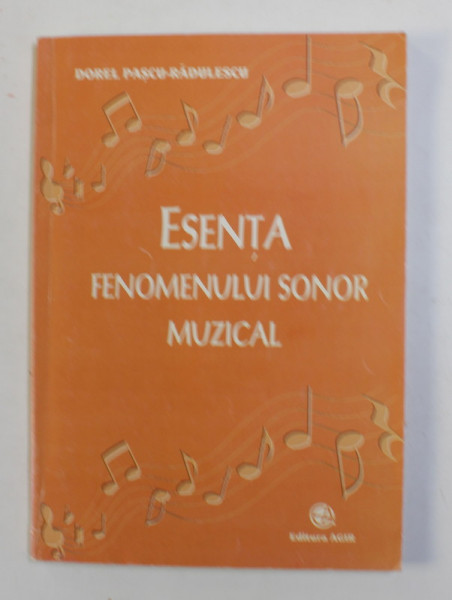 DOREL PAȘCU-RĂDULESCU
ESENȚA
FENOMENULUI SONOR
MUZICAL
Editura AGIR